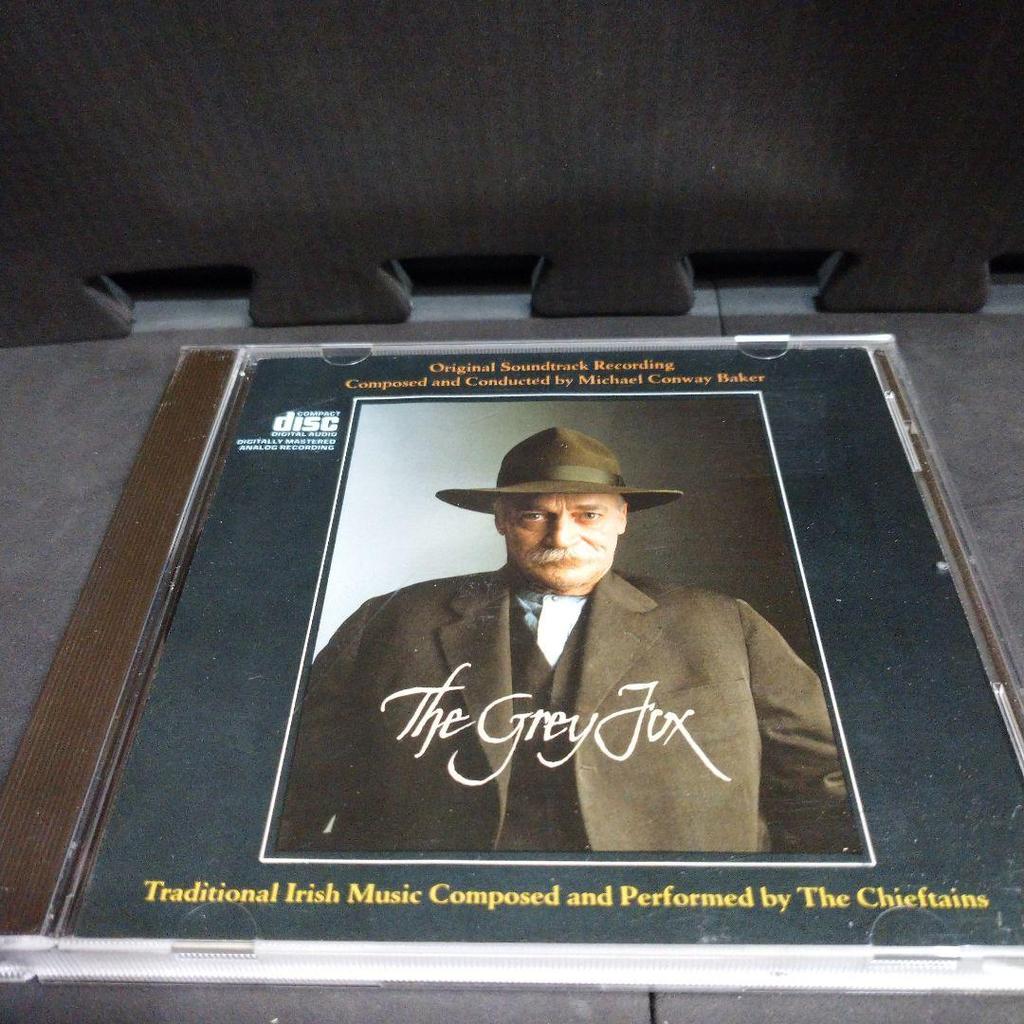 Original Soundtrack Recording
Composed and Conducted by Michael Conway Baker
COMPACT
disc
DIGITAL AUDIO
DIGITALLY MASTERED
ANALOG RECORDING
The Grey Fox
Traditional Irish Music Composed and Performed by The Chieftains